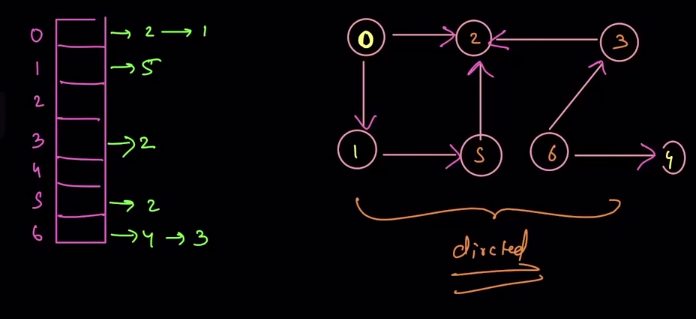 0 → 2 → 1
1 → 5
2
3 → 2
4
5 → 2
6 → 4 → 3
0 2 3
1 5 6 4
dircted